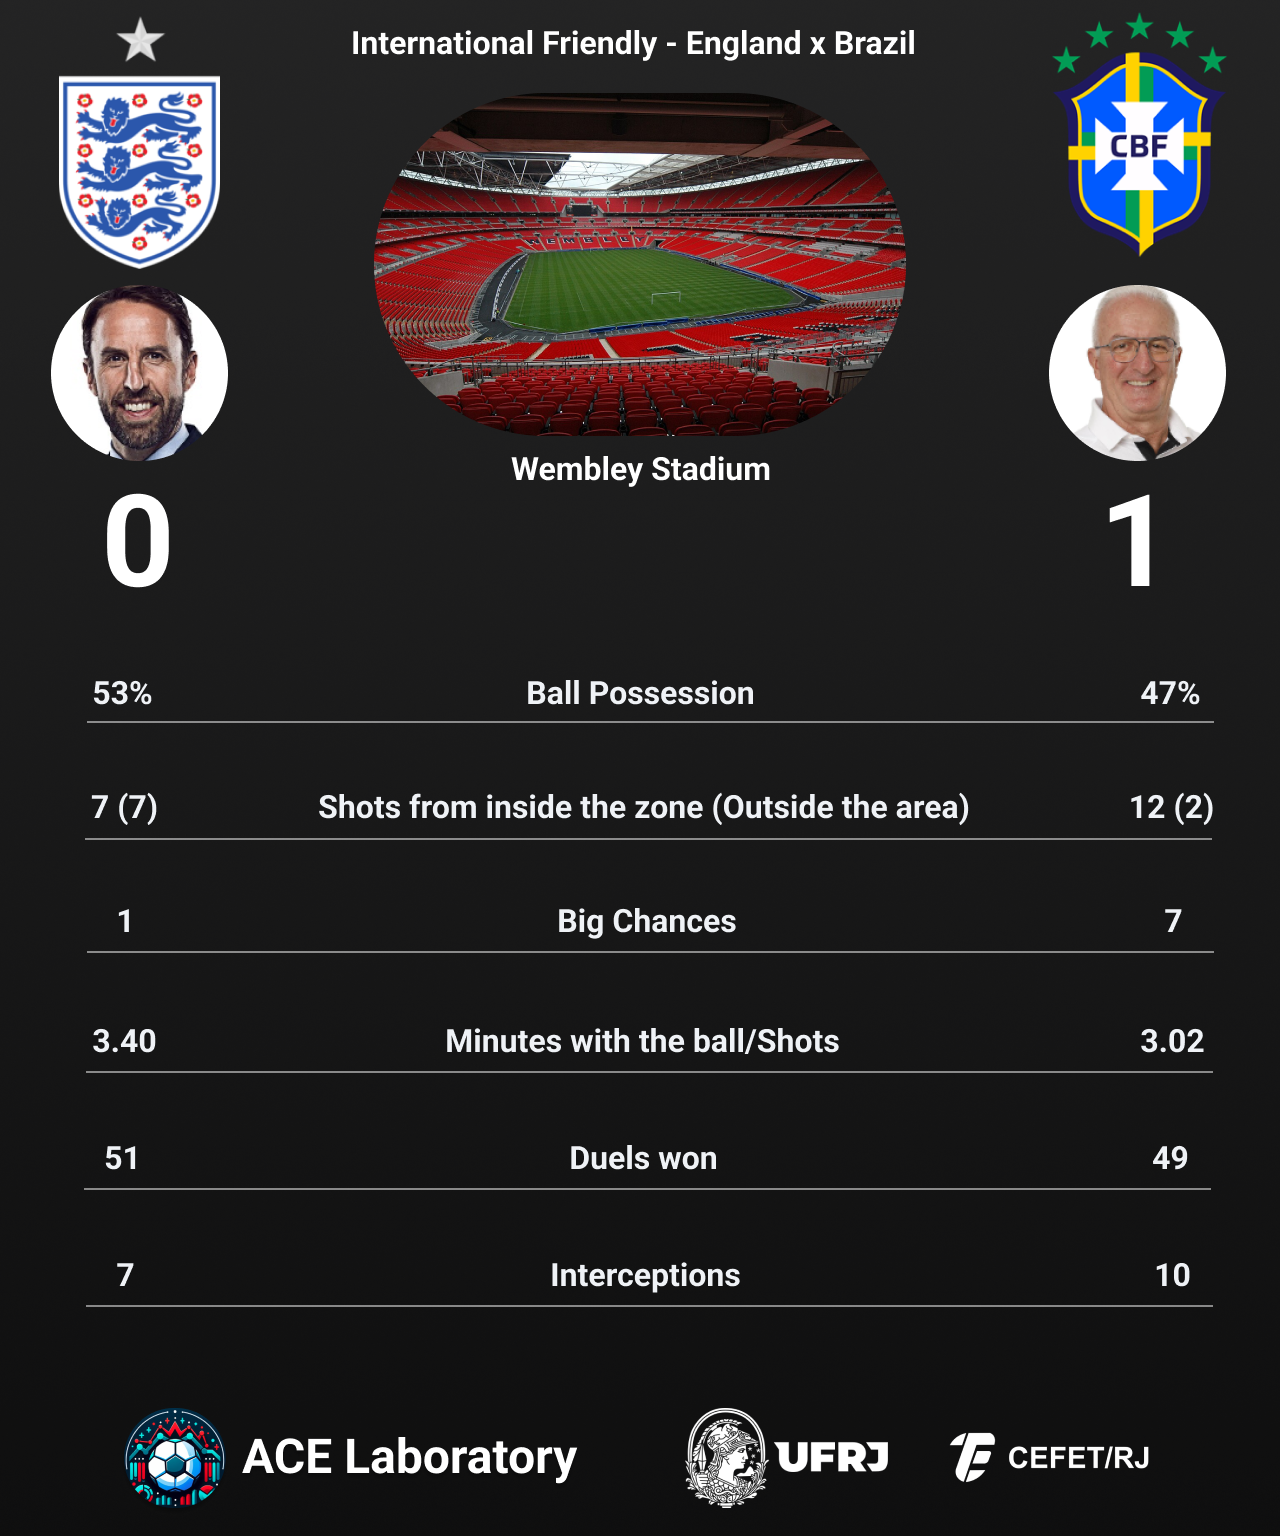 International Friendly - England x Brazil
CBF
WEMBLEY
Wembley Stadium
0 1
53% Ball Possession 47%
7 (7) Shots from inside the zone (Outside the area) 12 (2)
1 Big Chances 7
3.40 Minutes with the ball/Shots 3.02
51 Duels won 49
7 Interceptions 10
ACE Laboratory UFRJ CEFET/RJ